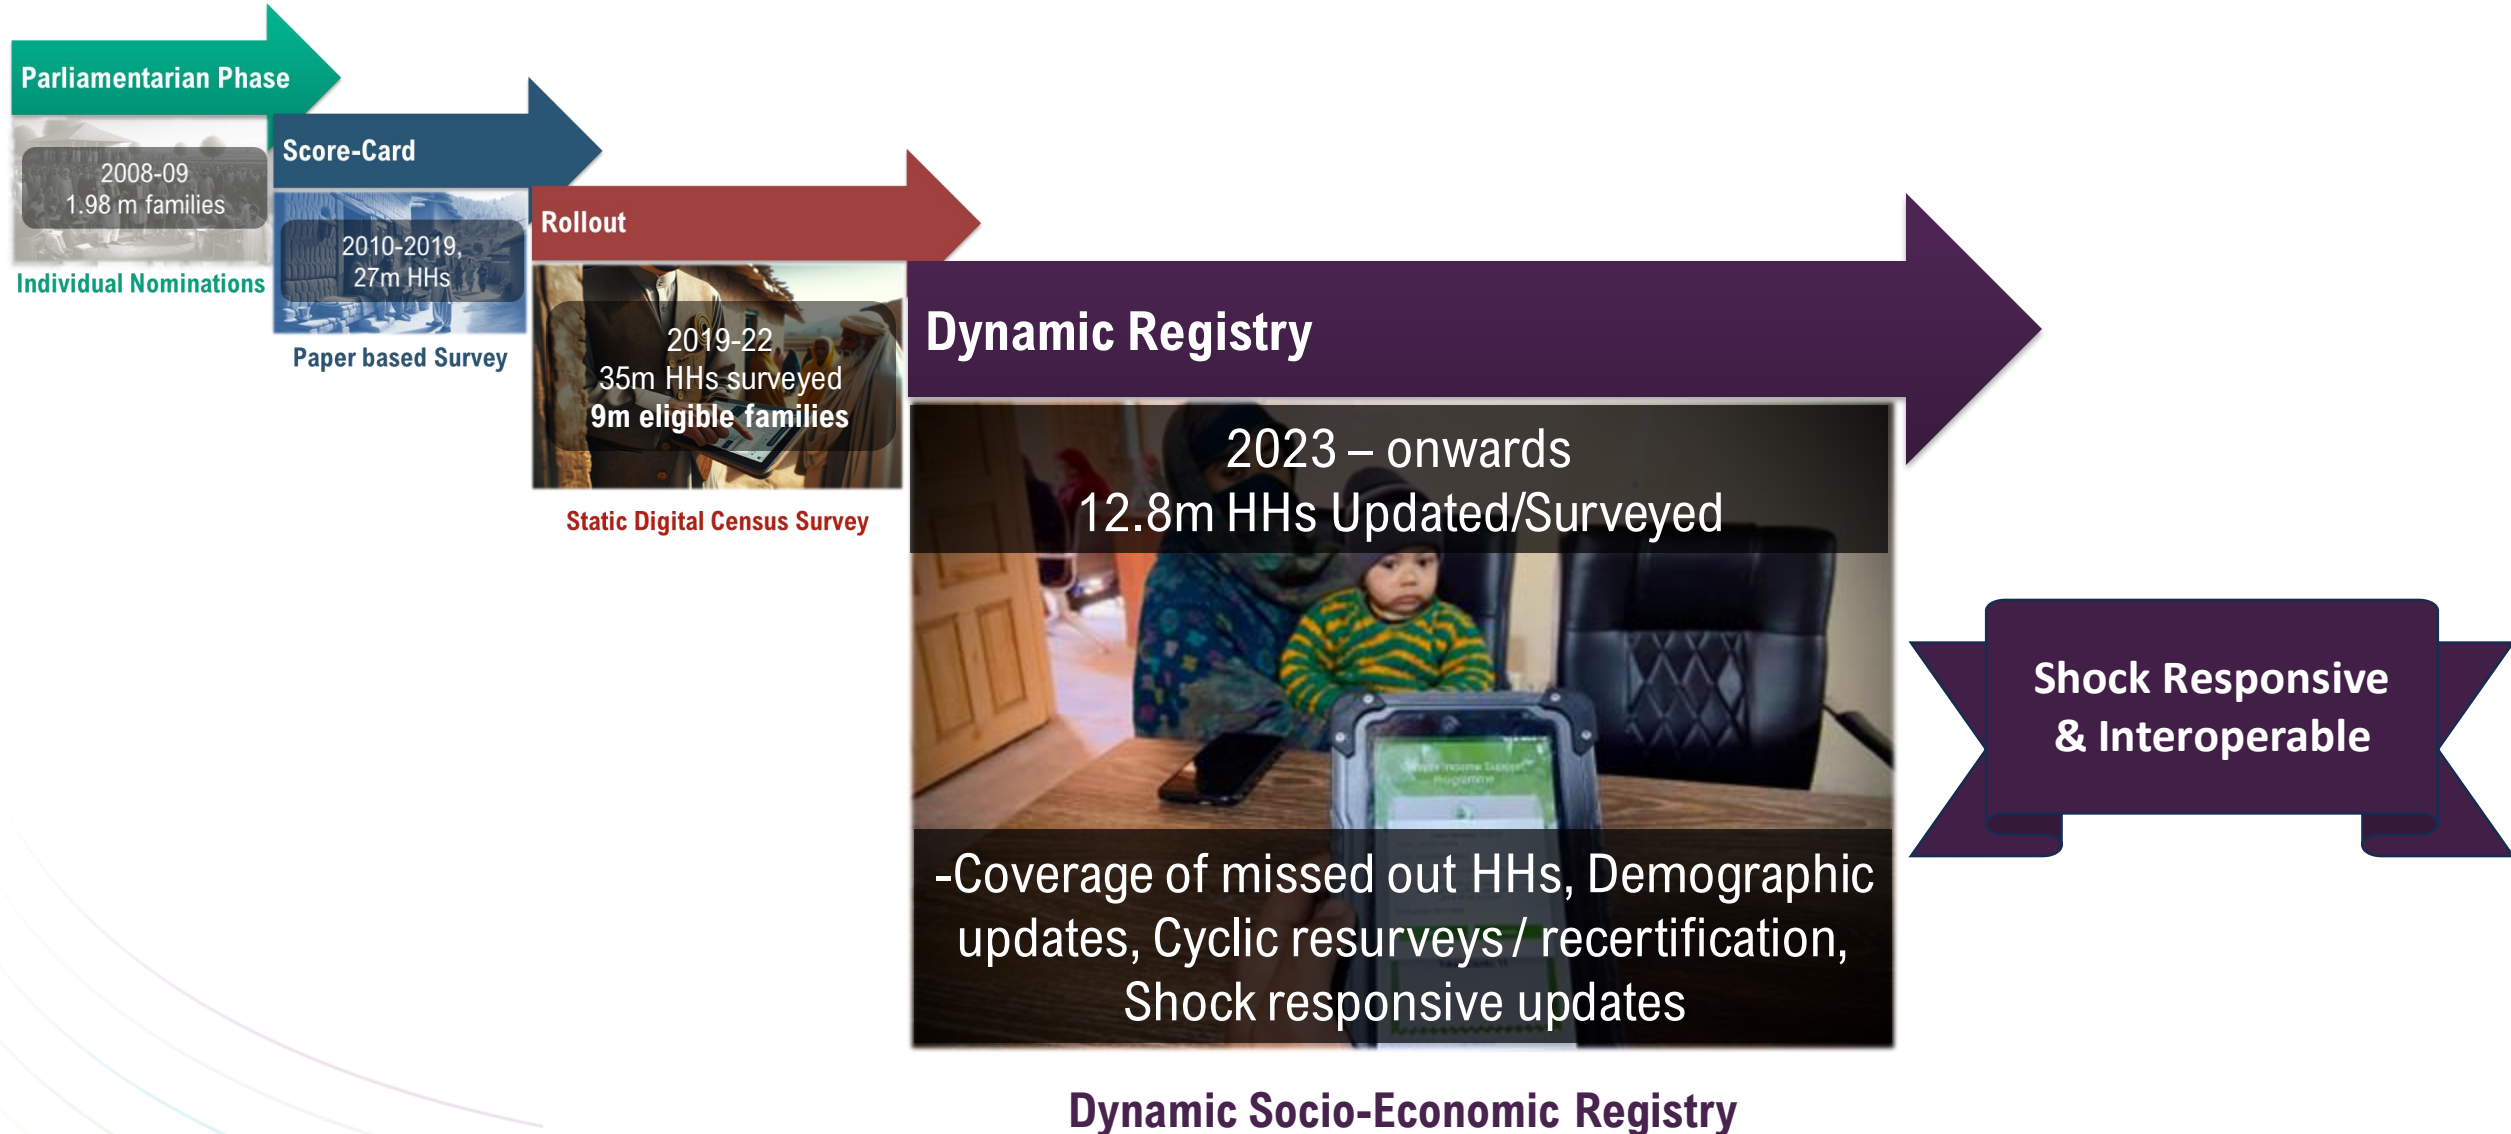 Parliamentarian Phase
2008-09
1.98 m families
Individual Nominations
Score-Card
2010-2019,
27m HHs
Paper based Survey
Rollout
2019-22
35m HHs surveyed
9m eligible families
Static Digital Census Survey
Dynamic Registry
2023 – onwards
12.8m HHs Updated/Surveyed
Income Support
Programme
-Coverage of missed out HHs, Demographic
updates, Cyclic resurveys / recertification,
Shock responsive updates
Dynamic Socio-Economic Registry
Shock Responsive
& Interoperable